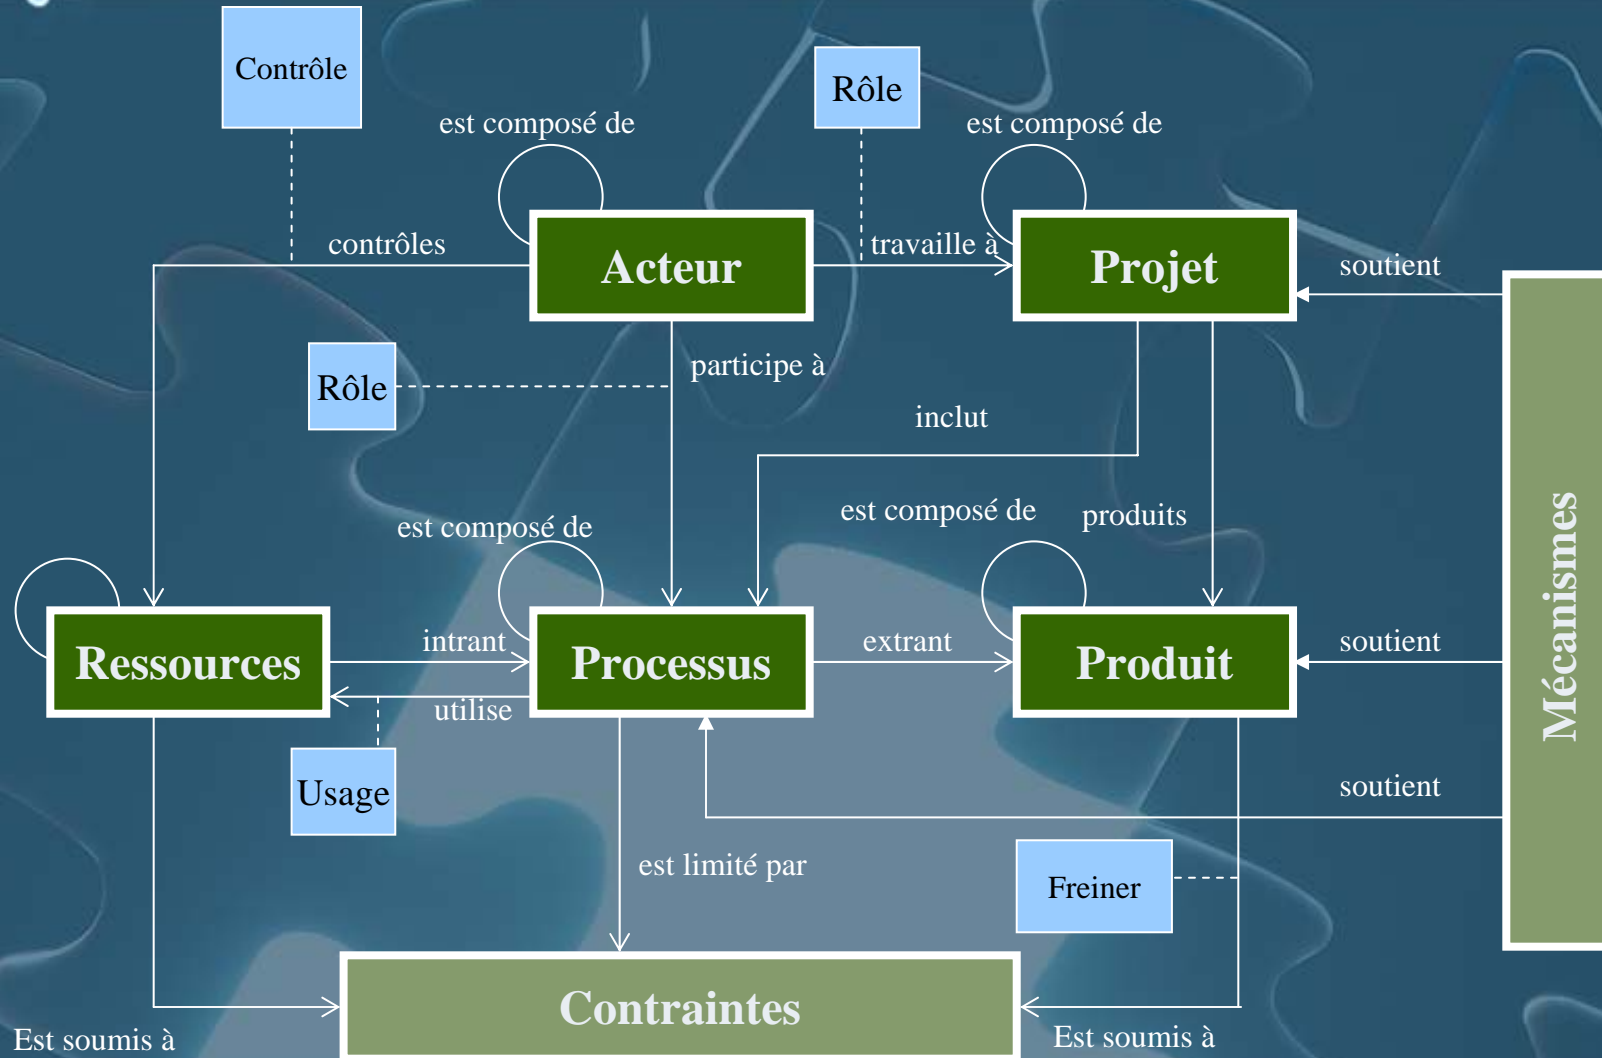 Contrôle
Rôle
est composé de
est composé de
contrôles
Acteur
travaille à
Projet
soutient
Rôle
participe à
inclut
est composé de
est composé de
produits
Mécanismes
Ressources
intrant
Processus
extrant
Produit
soutient
utilise
Usage
soutient
est limité par
Freiner
Contraintes
Est soumis à
Est soumis à